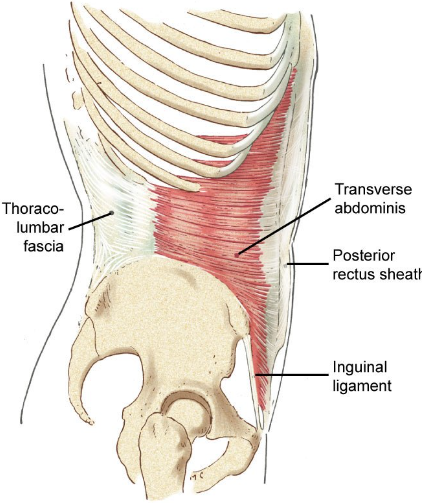 Transverse
abdominis
Thoraco-
lumbar
fascia
Posterior
rectus sheath
Inguinal
ligament